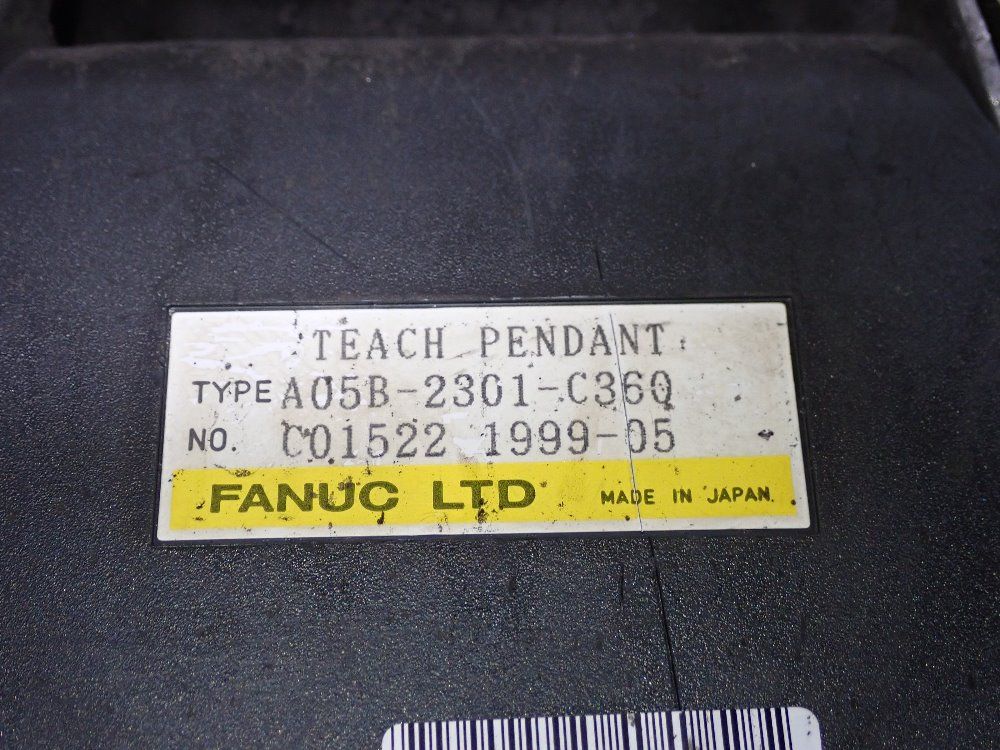 TEACH PENDANT
TYPE A05B-2301-C360
NO. C01522 1999-05
FANUC LTD MADE IN JAPAN.